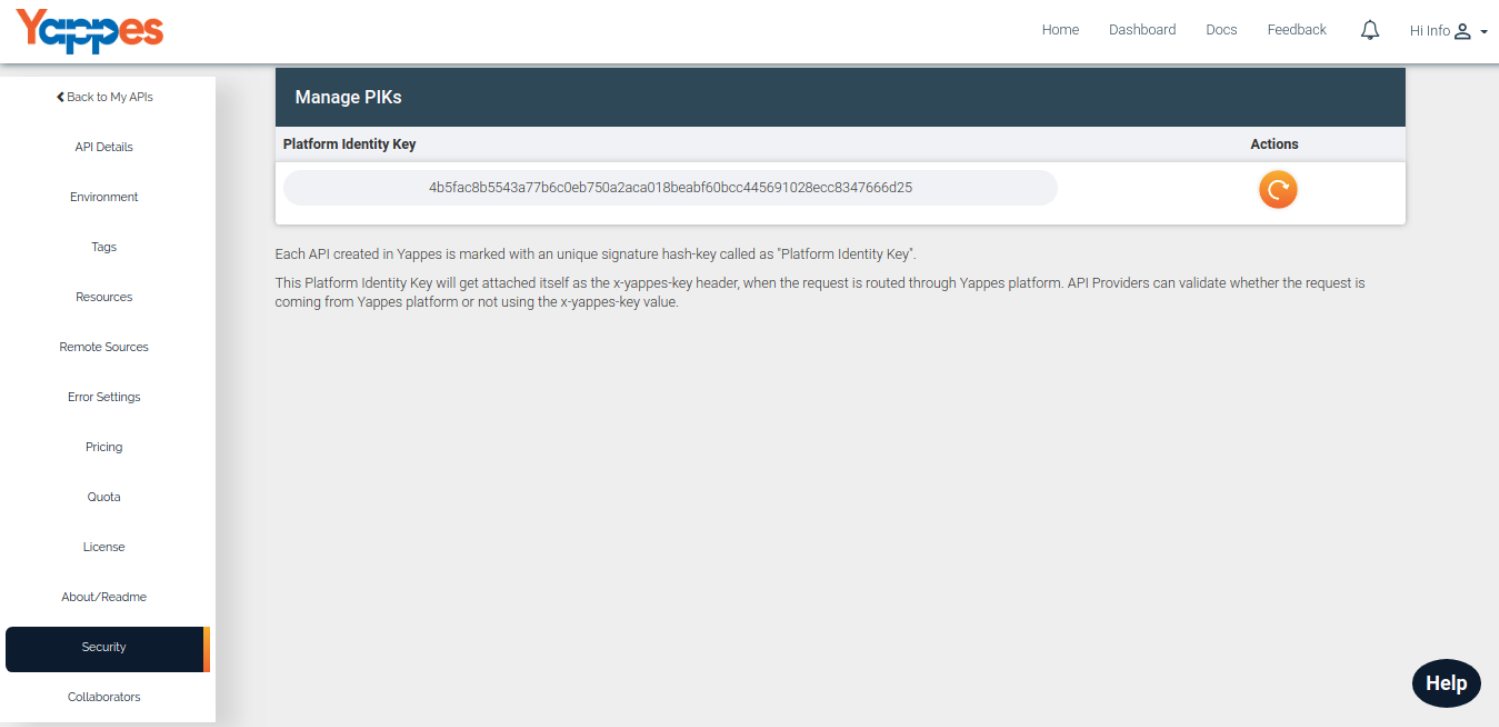 Yappes
Home Dashboard Docs Feedback Hi Info
Back to My APIs
API Details
Environment
Tags
Resources
Remote Sources
Error Settings
Pricing
Quota
License
About/Readme
Security
Collaborators
Manage PIKs
Platform Identity Key Actions
4b5fac8b5543a77b6c0eb750a2aca018beabf60bcc445691028ecc8347666d25
Each API created in Yappes is marked with an unique signature hash-key called as "Platform Identity Key".
This Platform Identity Key will get attached itself as the x-yappes-key header, when the request is routed through Yappes platform. API Providers can validate whether the request is
coming from Yappes platform or not using the x-yappes-key value.
Help